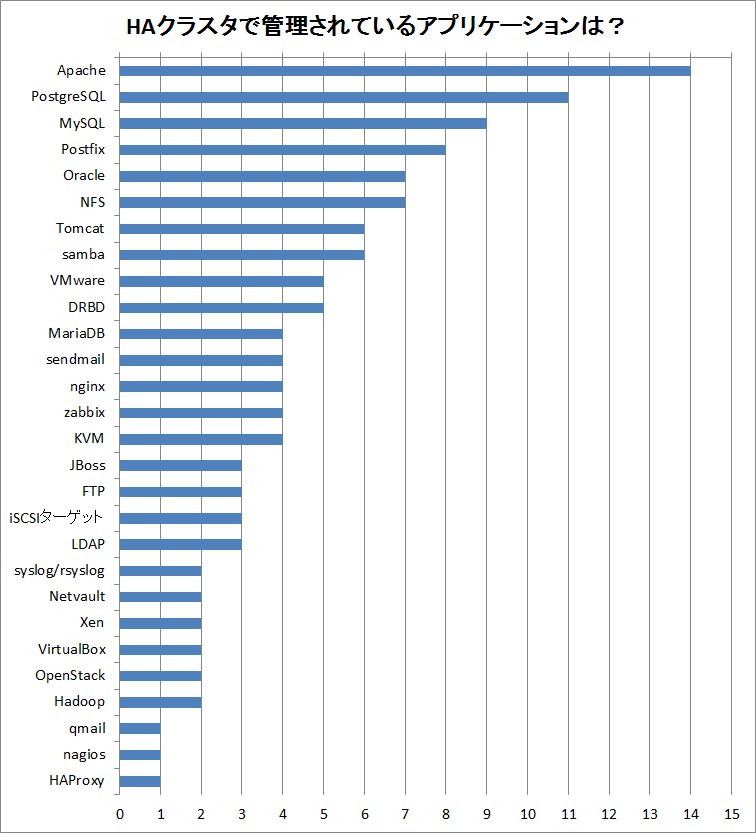 HAクラスタで管理されているアプリケーションは？
Apache
PostgreSQL
MySQL
Postfix
Oracle
NFS
Tomcat
samba
VMware
DRBD
MariaDB
sendmail
nginx
zabbix
KVM
JBoss
FTP
iSCSIターゲット
LDAP
syslog/rsyslog
Netvault
Xen
VirtualBox
OpenStack
Hadoop
qmail
nagios
HAProxy
0 1 2 3 4 5 6 7 8 9 10 11 12 13 14 15